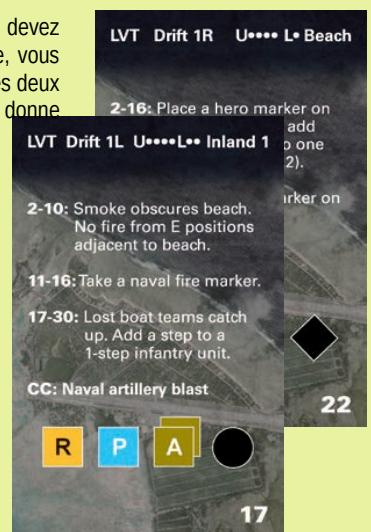 devez
e, vous
es deux
donne
LVT Drift 1R U•••• L• Beach
2-16: Place a hero marker on
add
o one
2).
rker on
22
LVT Drift 1L U••••L•• Inland 1
2-10: Smoke obscures beach.
No fire from E positions
adjacent to beach.
11-16: Take a naval fire marker.
17-30: Lost boat teams catch
up. Add a step to a
1-step infantry unit.
CC: Naval artillery blast
R P A
17